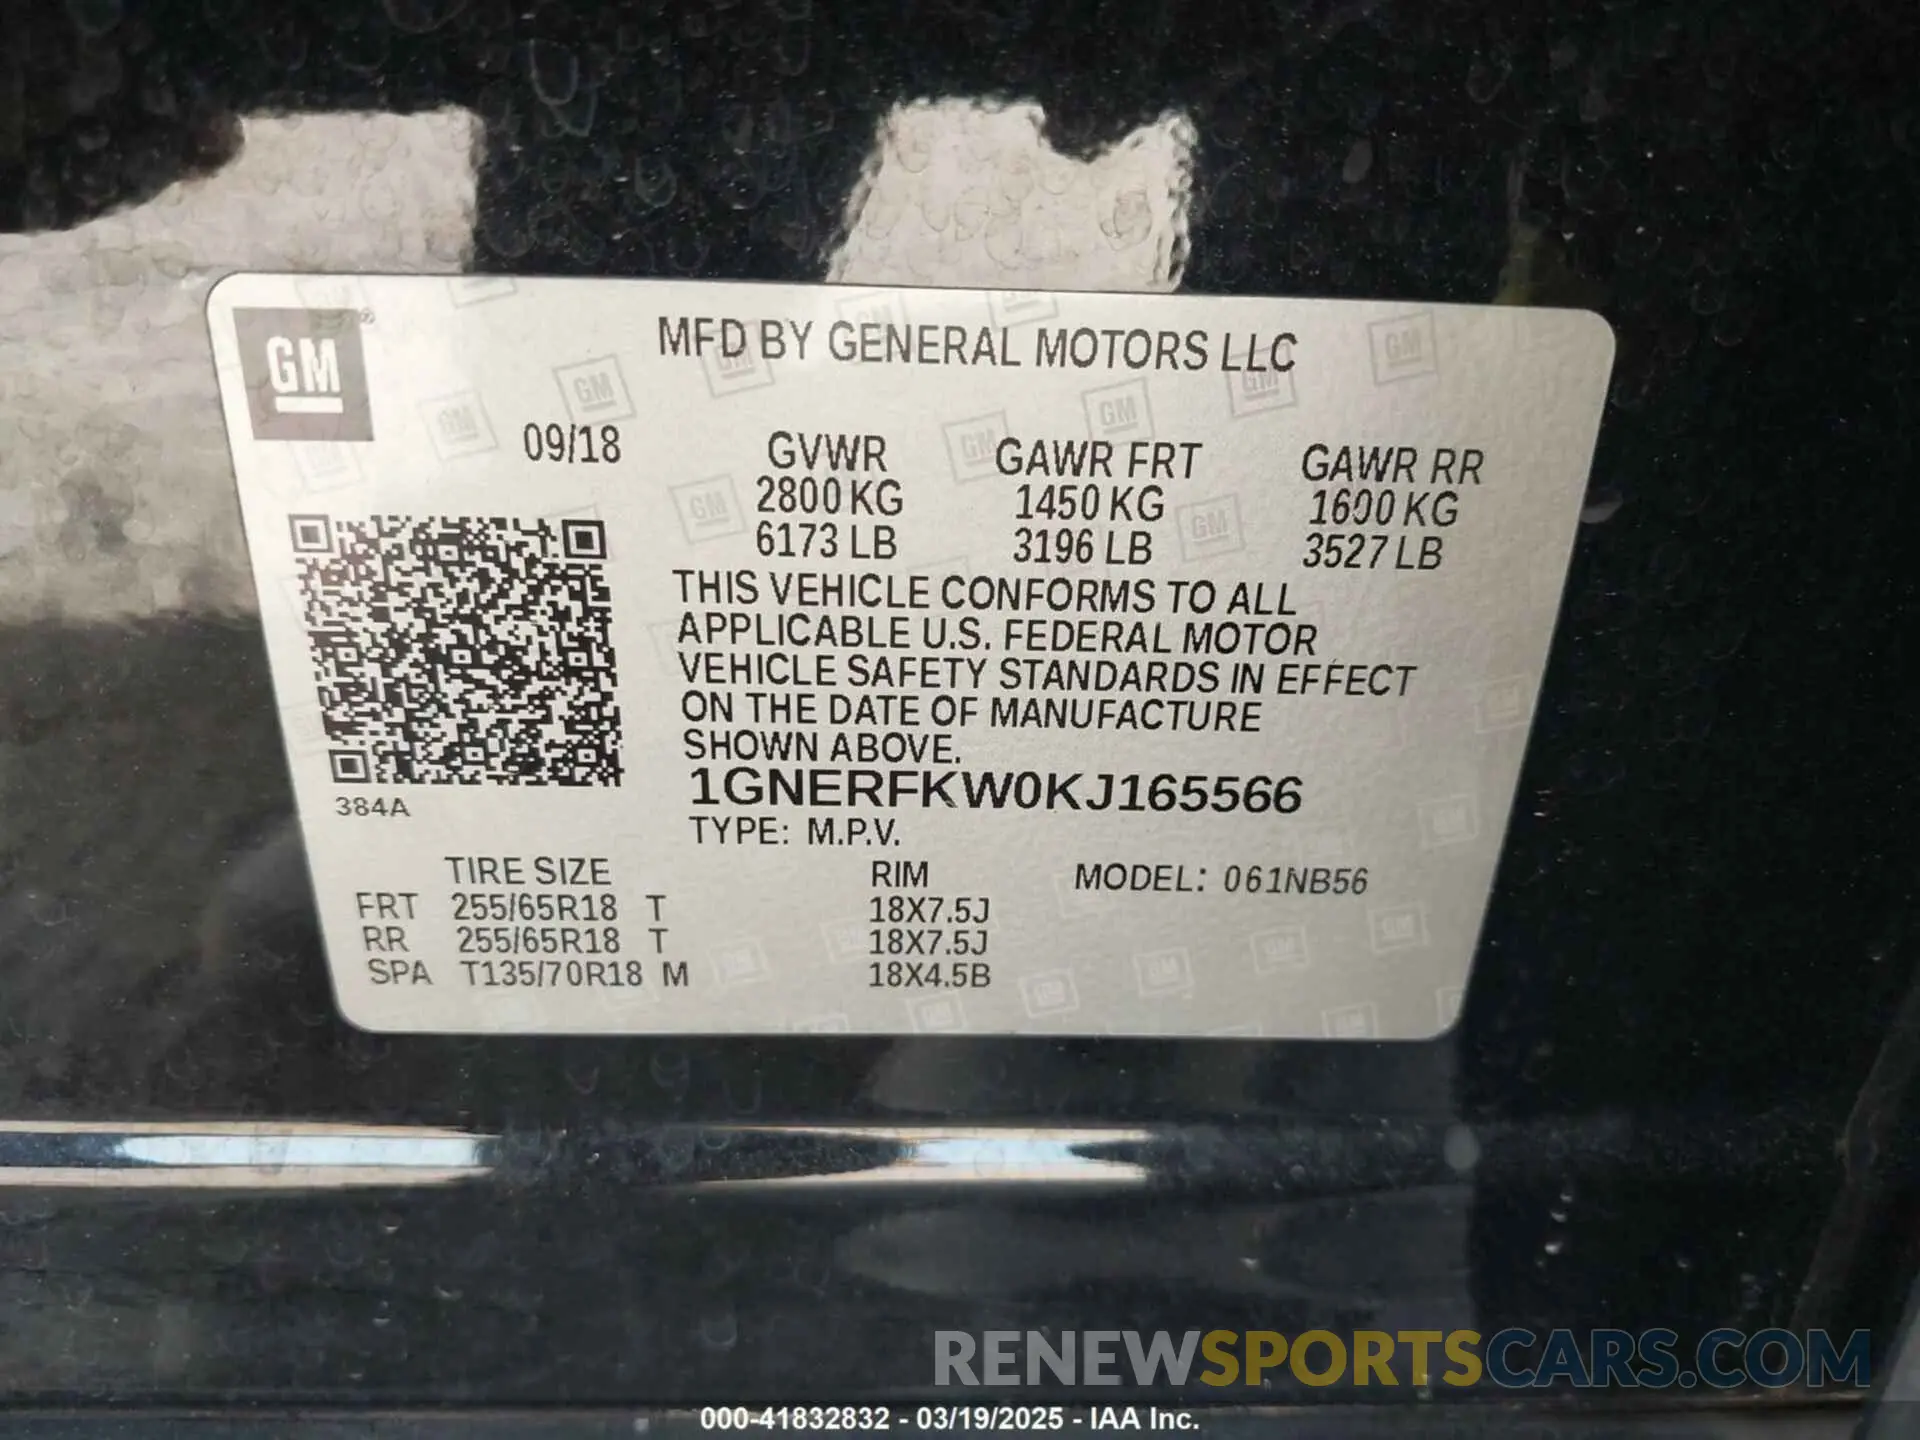 GM
MFD BY GENERAL MOTORS LLC
09/18 GVWR GAWR FRT GAWR RR
2800 KG 1450 KG 1600 KG
6173 LB 3196 LB 3527 LB
THIS VEHICLE CONFORMS TO ALL
APPLICABLE U.S. FEDERAL MOTOR
VEHICLE SAFETY STANDARDS IN EFFECT
ON THE DATE OF MANUFACTURE
SHOWN ABOVE.
1GNERFKW0KJ165566
384A
TYPE: M.P.V.
TIRE SIZE RIM MODEL: 061NB56
FRT 255/65R18 T 18X7.5J
RR 255/65R18 T 18X7.5J
SPA T135/70R18 M 18X4.5B
RENEWSPORTSCARS.COM
000-41832832 - 03/19/2025 - IAA Inc.